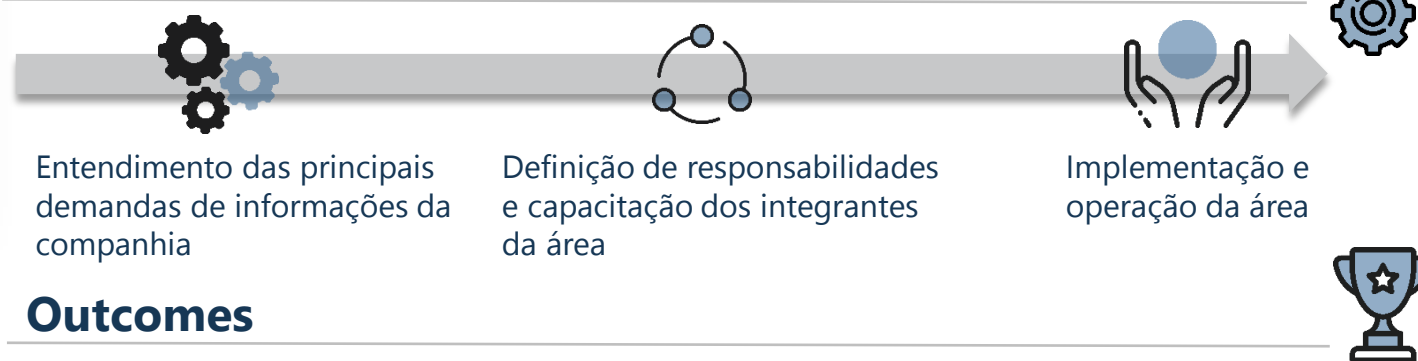 Entendimento das principais
demandas de informações da
companhia
Definição de responsabilidades
e capacitação dos integrantes
da área
Implementação e
operação da área
Outcomes